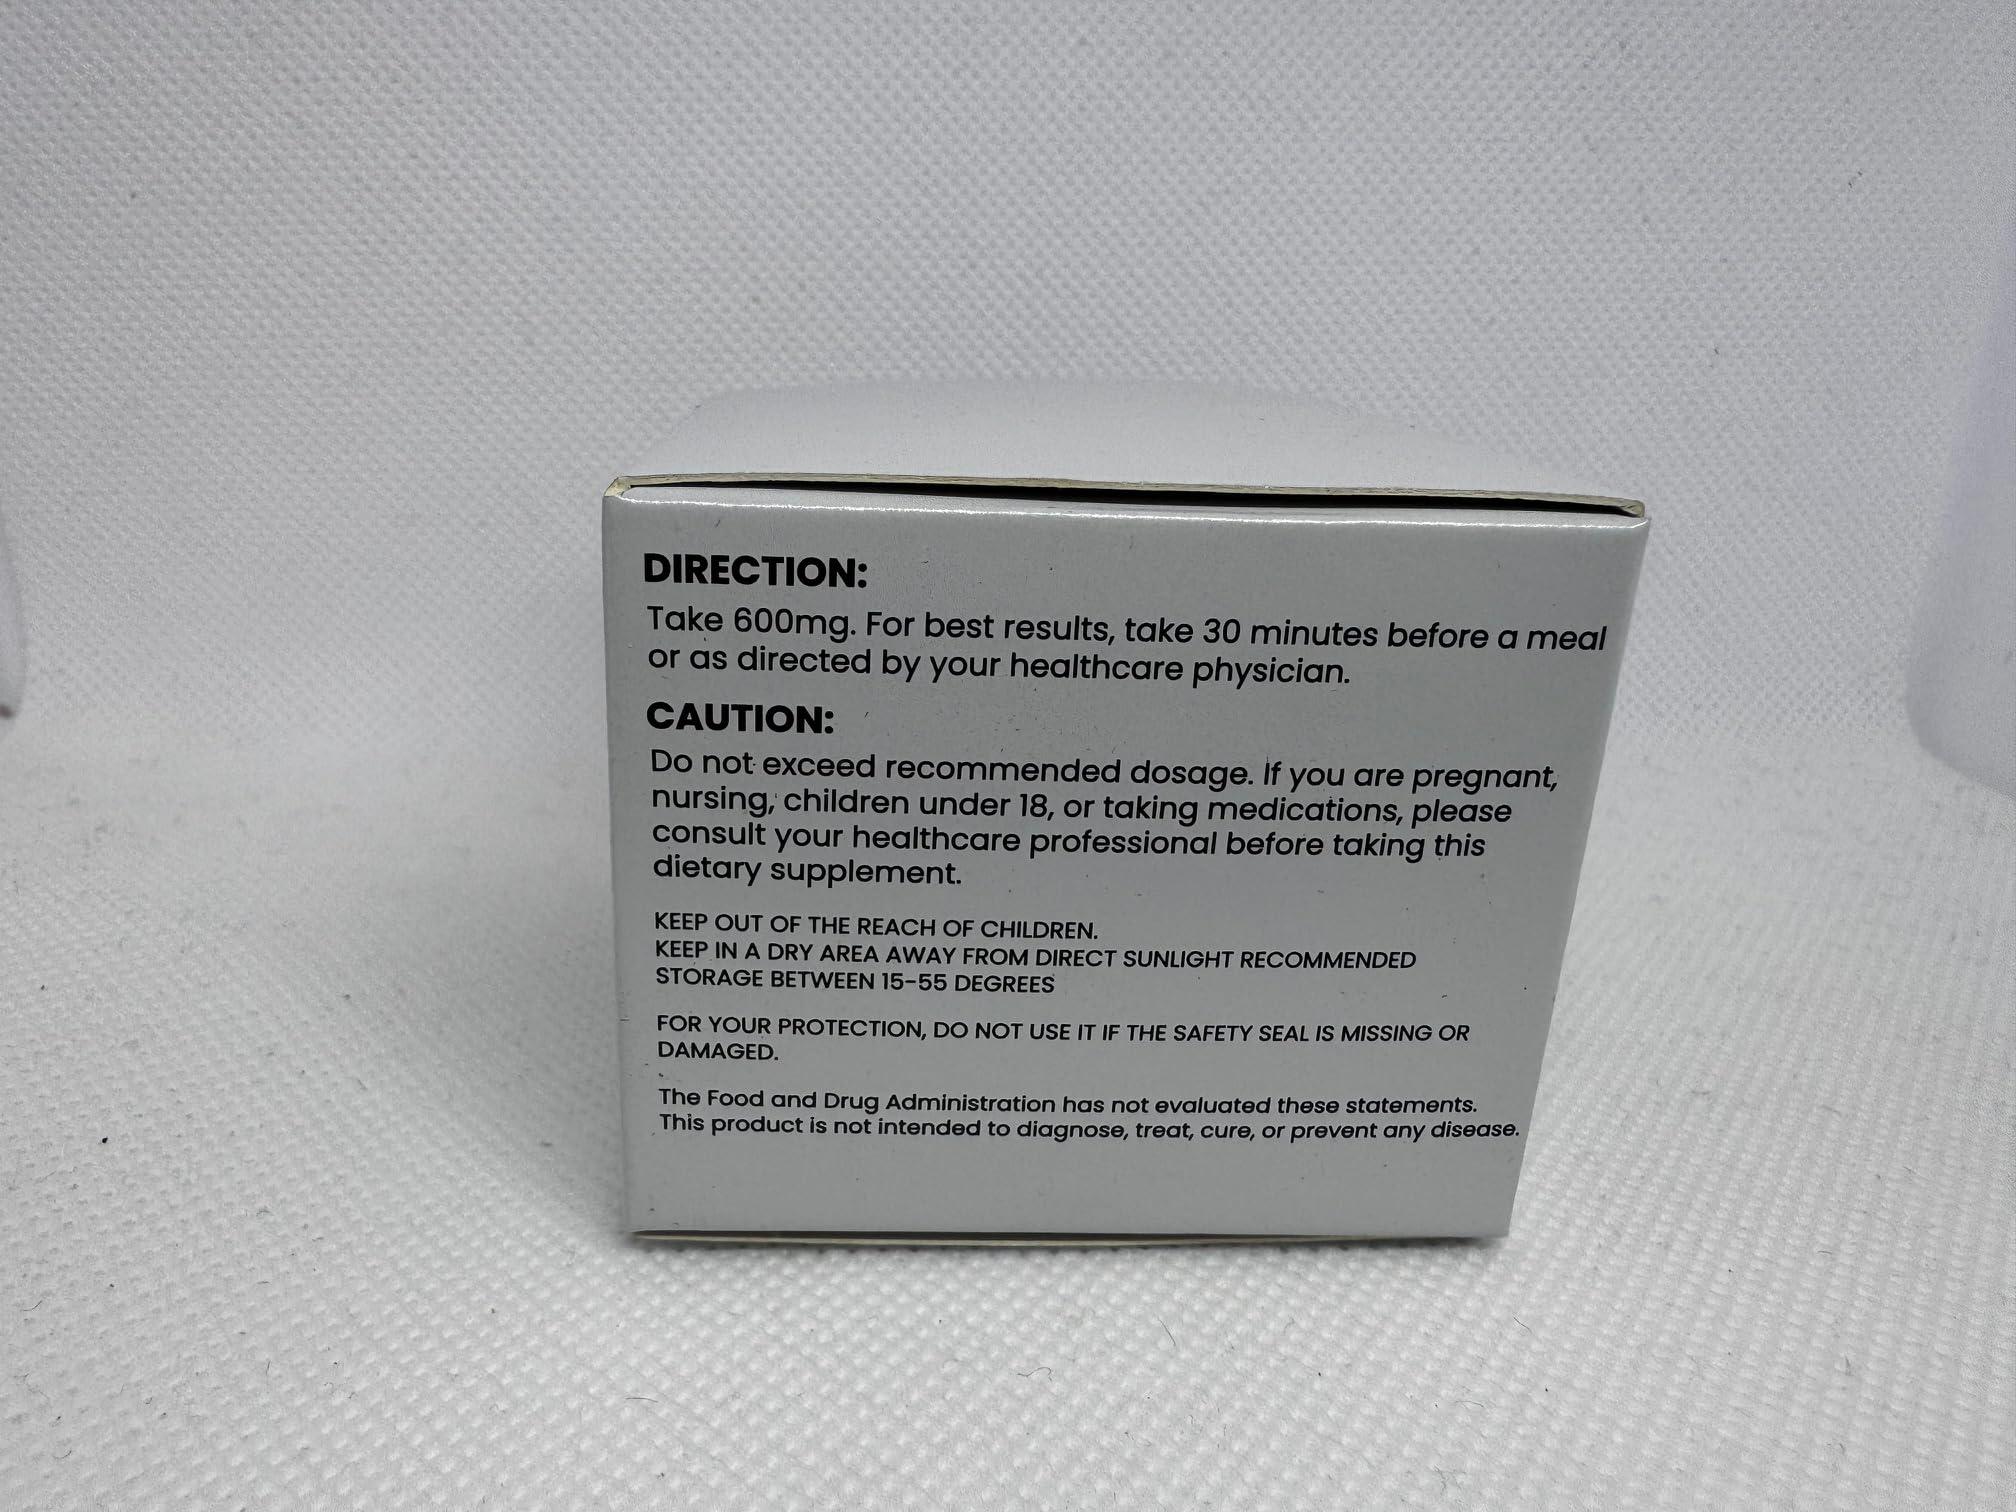 DIRECTION:
Take 600mg. For best results, take 30 minutes before a meal
or as directed by your healthcare physician.
CAUTION:
Do not exceed recommended dosage. If you are pregnant,
nursing, children under 18, or taking medications, please
consult your healthcare professional before taking this
dietary supplement.
KEEP OUT OF THE REACH OF CHILDREN.
KEEP IN A DRY AREA AWAY FROM DIRECT SUNLIGHT RECOMMENDED
STORAGE BETWEEN 15-55 DEGREES
FOR YOUR PROTECTION, DO NOT USE IT IF THE SAFETY SEAL IS MISSING OR
DAMAGED.
The Food and Drug Administration has not evaluated these statements.
This product is not intended to diagnose, treat, cure, or prevent any disease.